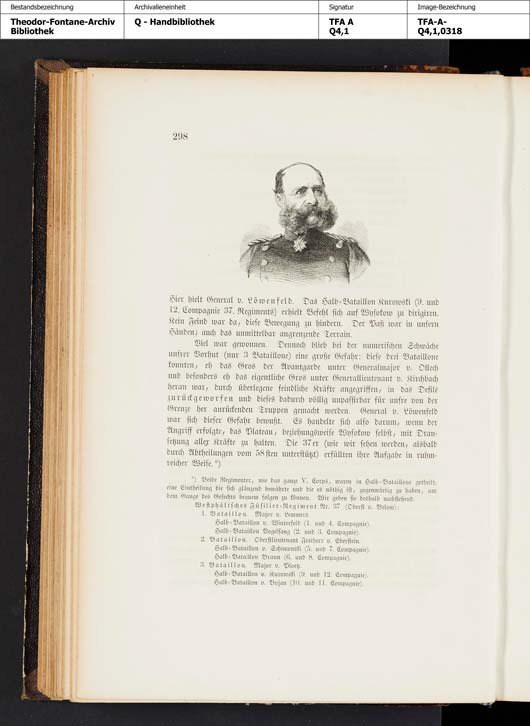 Bestandsbezeichnung
Archivalieneinheit
Signatur
Image-Bezeichnung
Theodor-Fontane-Archiv
Bibliothek
Q - Handbibliothek
TFA A
Q4,1
TFA-A-
Q4,1,0318
298
Hier hielt General v. Löwenfeld. Das Halb-Bataillon Kurowski (9. und
12. Compagnie 37. Regiments) erhielt Befehl sich auf Wysokow zu dirigiren.
Kein Feind war da, diese Bewegung zu hindern. Der Paß war in unsern
Händen; auch das unmittelbar angrenzende Terrain.
Viel war gewonnen. Dennoch blieb bei der numerischen Schwäche
unsrer Vorhut (nur 3 Bataillone) eine große Gefahr: diese drei Bataillone
konnten, eh das Gros der Avantgarde unter Generalmajor v. Ollech
und besonders eh das eigentliche Gros unter Generallieutenant v. Kirchbach
heran war, durch überlegene feindliche Kräfte angegriffen, in das Defilé
zurückgeworfen und dieses dadurch völlig unpassirbar für unsre von der
Grenze her anrückenden Truppen gemacht werden. General v. Löwenfeld
war sich dieser Gefahr bewußt. Es handelte sich also darum, wenn der
Angriff erfolgte, das Plateau, beziehungsweise Wysokow selbst, mit Dran-
setzung aller Kräfte zu halten. Die 37er (wie wir sehen werden, alsbald
durch Abtheilungen vom 58sten unterstützt) erfüllten ihre Aufgabe in ruhm-
reicher Weise.*)
*) Beide Regimenter, wie das ganze V. Corps, waren in Halb-Bataillone getheilt,
eine Eintheilung die sich glänzend bewährte und die es nöthig ist, gegenwärtig zu haben, um
dem Gange des Gefechts bequem folgen zu können. Wir geben sie deshalb nachstehend.
Westphälisches Füsilier-Regiment Nr. 37 (Oberst v. Below):
1. Bataillon. Major v.
Halb-Bataillon v. Winterfeld (1. und 4. Compagnie).
Halb-Bataillon Vogelsang (2. und 3. Compagnie).
2. Bataillon. Oberstlieutenant Freiherr v. Eberstein.
Halb-Bataillon v. Schimonski (5. und 7. Compagnie).
Halb-Bataillon Braun (6. und 8. Compagnie).
3. Bataillon. Major v. Ploetz.
Halb-Bataillon v. Kurowski (9. und 12. Compagnie).
Halb-Bataillon v. Bojan (10. und 11. Compagnie).